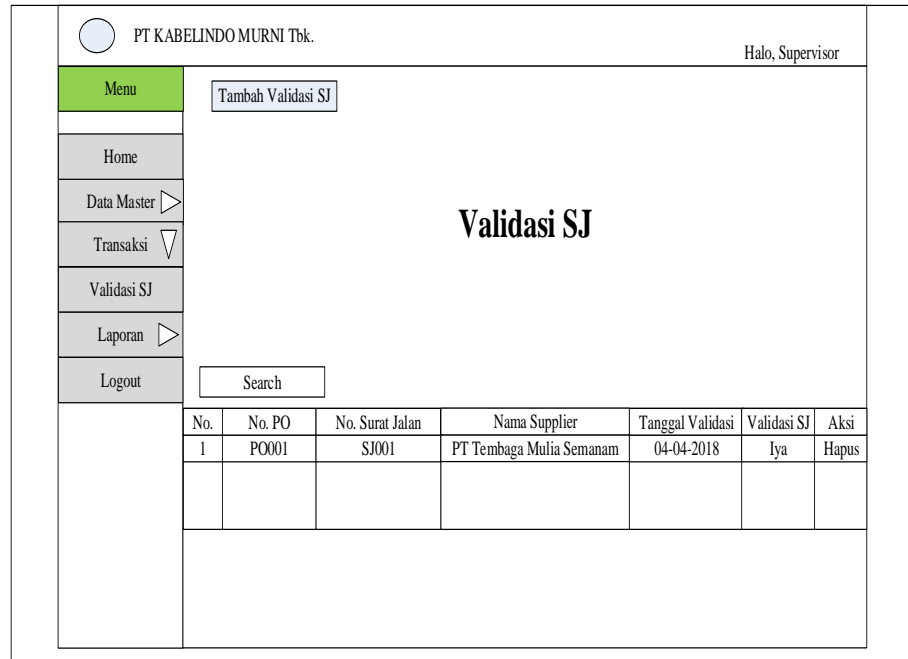 PT KABELINDO MURNI Tbk.
Halo, Supervisor
Menu
Tambah Validasi SJ
Home
Data Master
Transaksi
Validasi SJ
Laporan
Logout
Validasi SJ
Search
No. No. PO No. Surat Jalan Nama Supplier Tanggal Validasi Validasi SJ Aksi
1 PO001 SJ001 PT Tembaga Mulia Semanam 04-04-2018 Iya Hapus